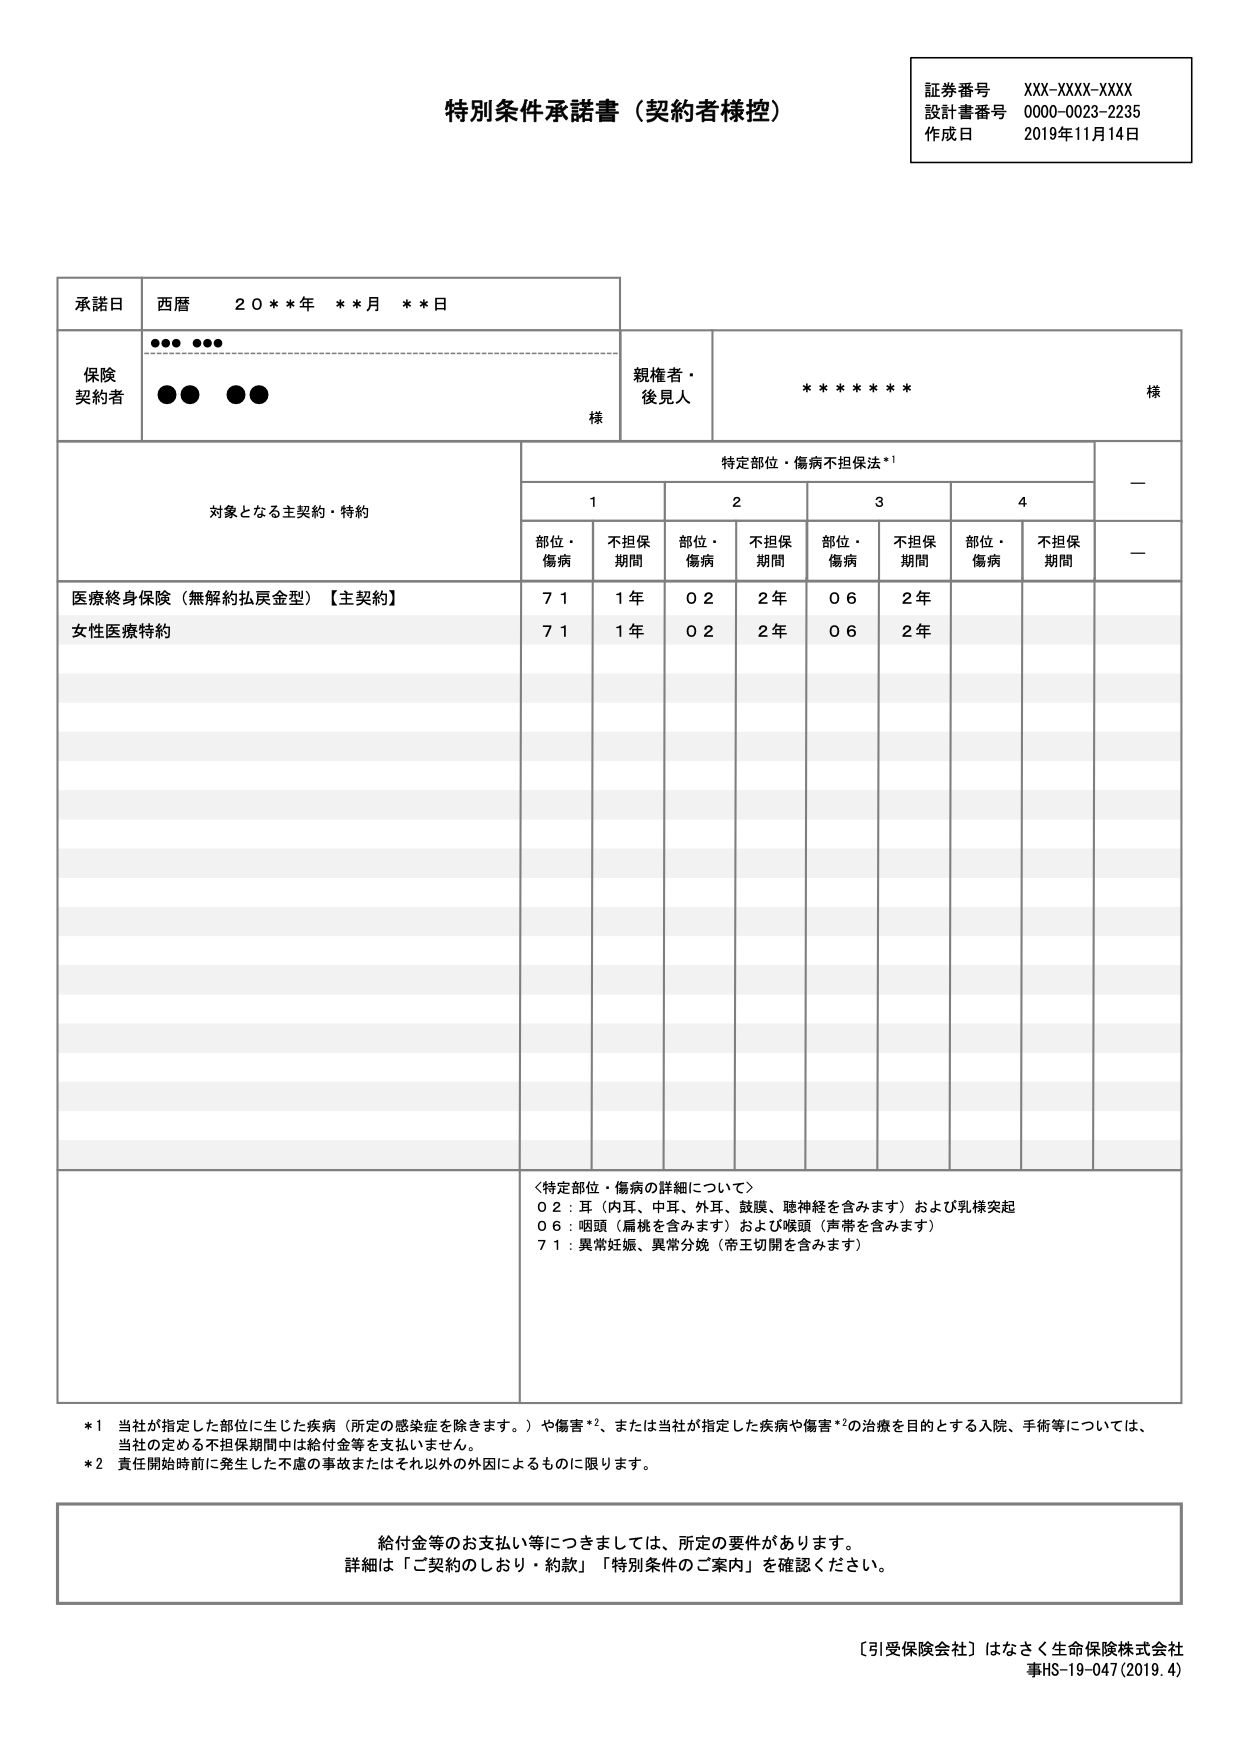 特別条件承諾書（契約者様控）
証券番号　XXX-XXXX-XXXX
設計書番号　0000-0023-2235
作成日　2019年11月14日
承諾日　西暦　２０＊＊年　＊＊月　＊＊日
保険
契約者
●●● ●●●
●●　●●
様
親権者・
後見人
＊＊＊＊＊＊＊　様
対象となる主契約・特約
特定部位・傷病不担保法*1
―
1　2　3　4
部位・傷病　不担保期間　部位・傷病　不担保期間　部位・傷病　不担保期間　部位・傷病　不担保期間　―
医療終身保険（無解約払戻金型）【主契約】　７１　１年　０２　２年　０６　２年
女性医療特約　７１　１年　０２　２年　０６　２年
〈特定部位・傷病の詳細について〉
０２：耳（内耳、中耳、外耳、鼓膜、聴神経を含みます）および乳様突起
０６：咽頭（扁桃を含みます）および喉頭（声帯を含みます）
７１：異常妊娠、異常分娩（帝王切開を含みます）
*1　当社が指定した部位に生じた疾病（所定の感染症を除きます。）や傷害*2、または当社が指定した疾病や傷害*2の治療を目的とする入院、手術等については、
当社の定める不担保期間中は給付金等を支払いません。
*2　責任開始時前に発生した不慮の事故またはそれ以外の外因によるものに限ります。
給付金等のお支払い等につきましては、所定の要件があります。
詳細は「ご契約のしおり・約款」「特別条件のご案内」を確認ください。
〔引受保険会社〕はなさく生命保険株式会社
事HS-19-047(2019.4)